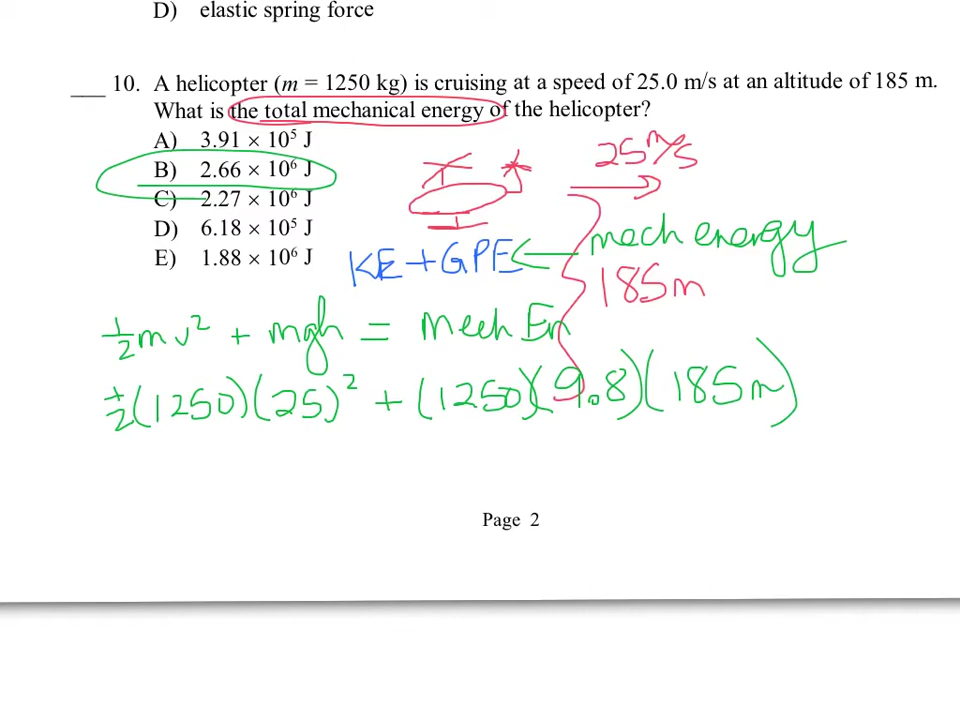 D) elastic spring force
___ 10. A helicopter (m = 1250 kg) is cruising at a speed of 25.0 m/s at an altitude of 185 m.
What is the total mechanical energy of the helicopter?
A) 3.91 × 10⁵ J
B) 2.66 × 10⁶ J
C) 2.27 × 10⁶ J
D) 6.18 × 10⁵ J
E) 1.88 × 10⁶ J
25 m/s
mech energy
KE + GPE
185m
½mv² + mgh = Mech En
½(1250)(25)² + (1250)(9.8)(185m)
Page 2